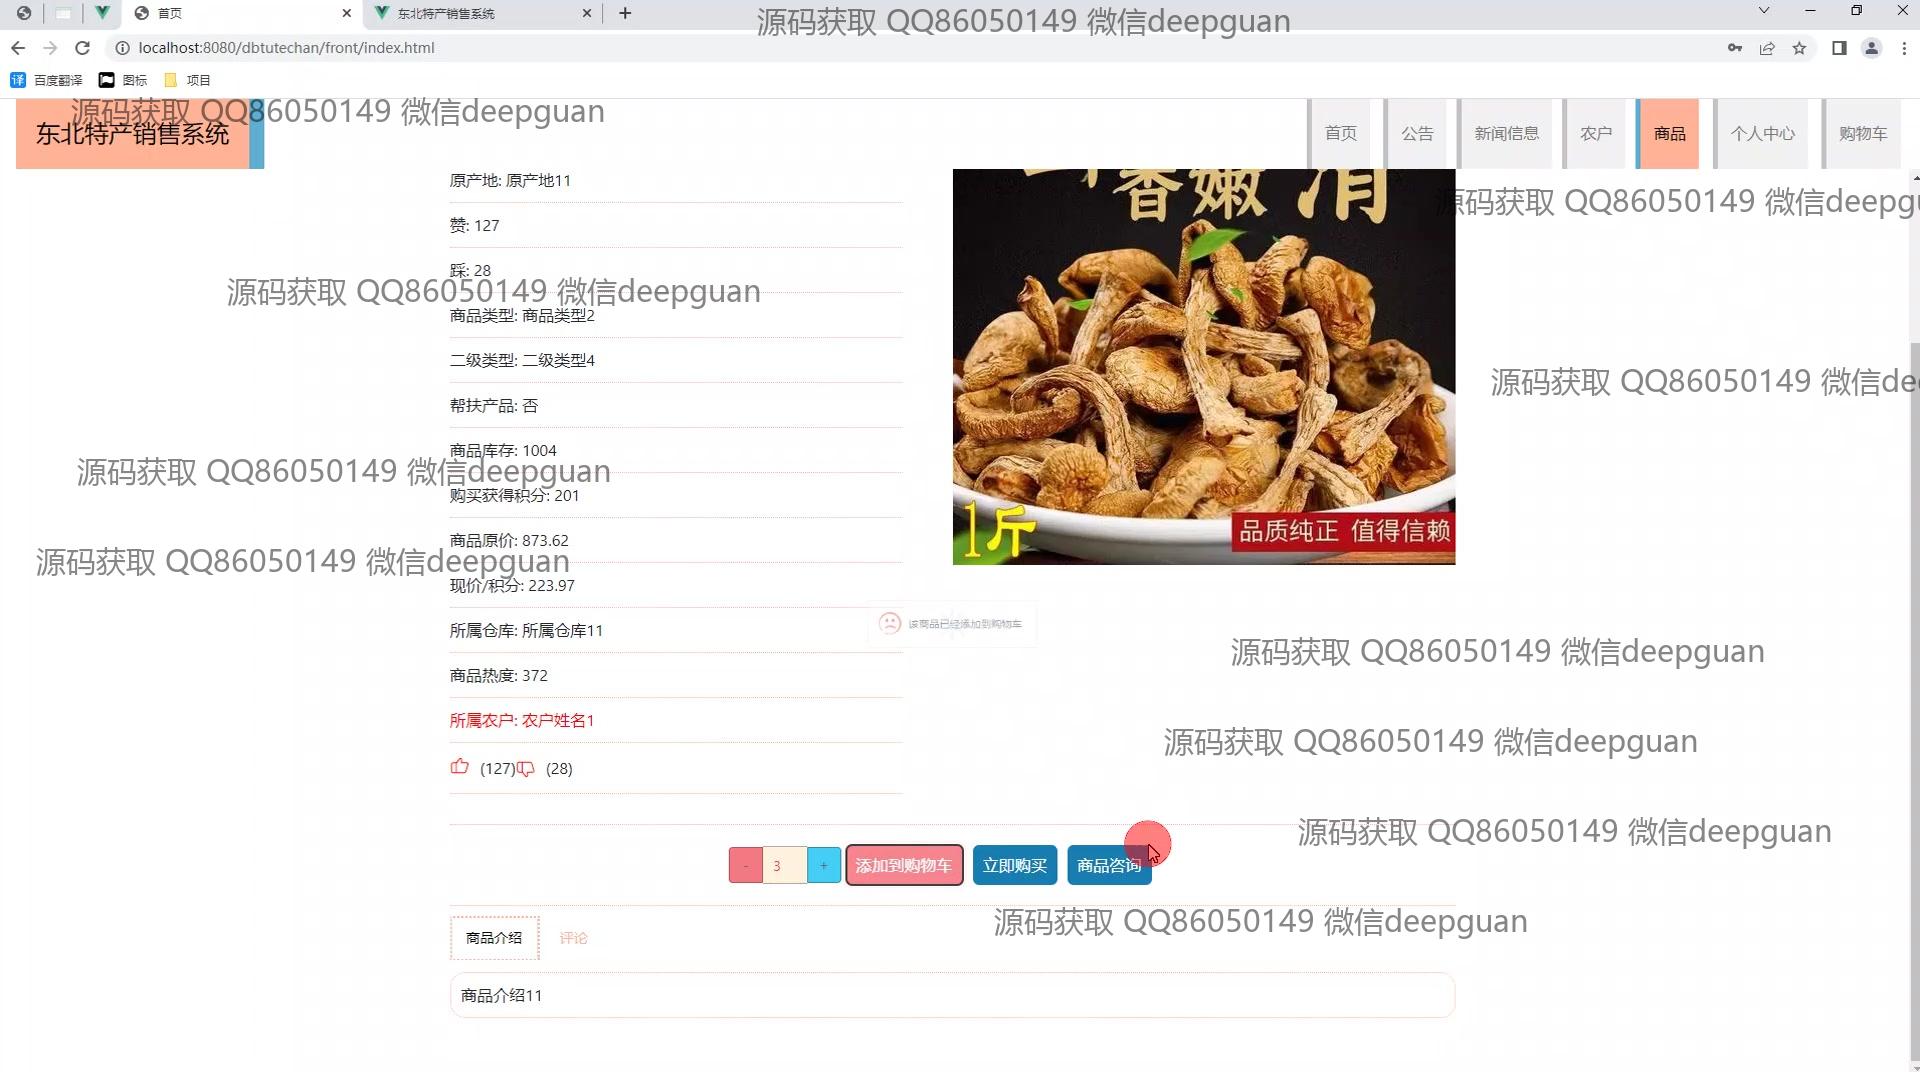 首页
东北特产销售系统
源码获取 QQ86050149 微信deepguan
localhost:8080/dbtutechan/front/index.html
百度翻译
图标
项目
源码获取 QQ86050149 微信deepguan
东北特产销售系统
首页
公告
新闻信息
农户
商品
个人中心
购物车
原产地: 原产地11
源码获取 QQ86050149 微信deepgu
香嫩 滑
赞: 127
踩: 28
源码获取 QQ86050149 微信deepguan
商品类型: 商品类型2
二级类型: 二级类型4
源码获取 QQ86050149 微信de
帮扶产品: 否
商品库存: 1004
源码获取 QQ86050149 微信deepguan
购买获得积分: 201
商品原价: 873.62
1斤
品质纯正 值得信赖
源码获取 QQ86050149 微信deepguan
现价/积分: 223.97
所属仓库: 所属仓库11
该商品已经添加到购物车
源码获取 QQ86050149 微信deepguan
商品热度: 372
所属农户: 农户姓名1
源码获取 QQ86050149 微信deepguan
(127) (28)
源码获取 QQ86050149 微信deepguan
- 3 +
添加到购物车
立即购买
商品咨询
源码获取 QQ86050149 微信deepguan
商品介绍
评论
商品介绍11